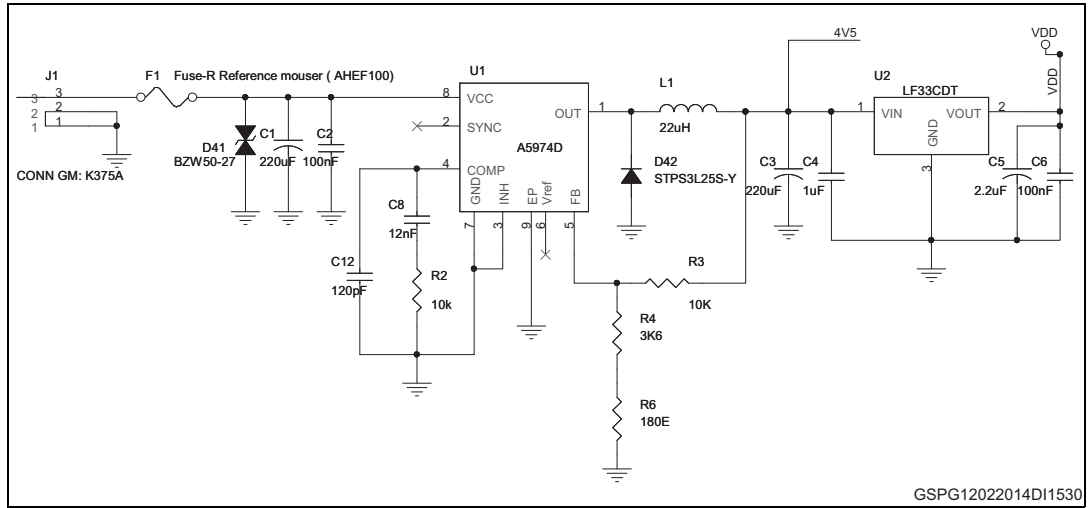 4V5
VDD
J1
F1 Fuse-R Reference mouser ( AHEF100)
U1
L1
U2
LF33CDT
VDD
3 3
2 2
1 1
8 VCC
OUT 1
22uH
1 VIN
VOUT 2
GND
3
2 SYNC
A5974D
D41
BZW50-27
C1
220uF
C2
100nF
D42
STPS3L25S-Y
C3
220uF
C4
1uF
C5
2.2uF
C6
100nF
CONN GM: K375A
4 COMP
GND
INH
EP
Vref
FB
7
3
9
6
5
C8
12nF
C12
120pF
R2
10k
R3
10K
R4
3K6
R6
180E
GSPG12022014DI1530